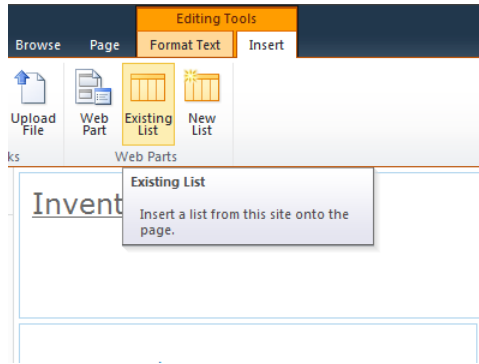 Editing Tools
Browse Page Format Text Insert
Upload File
Web Part
Existing List
New List
ks
Web Parts
Existing List
Insert a list from this site onto the
page.
Invent